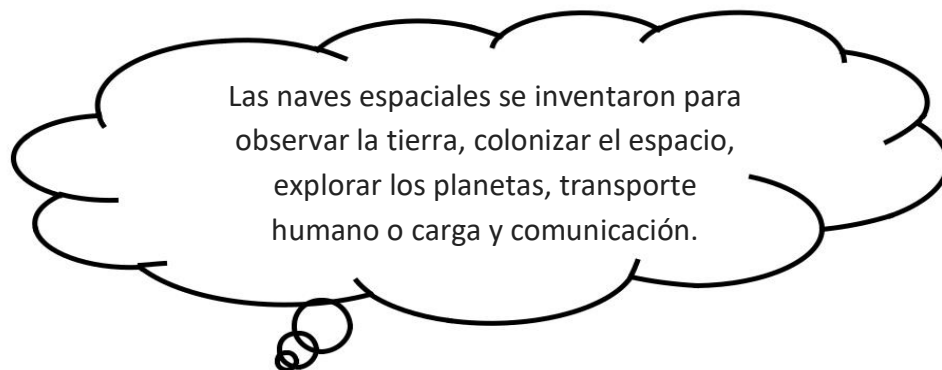 Las naves espaciales se inventaron para
observar la tierra, colonizar el espacio,
explorar los planetas, transporte
humano o carga y comunicación.